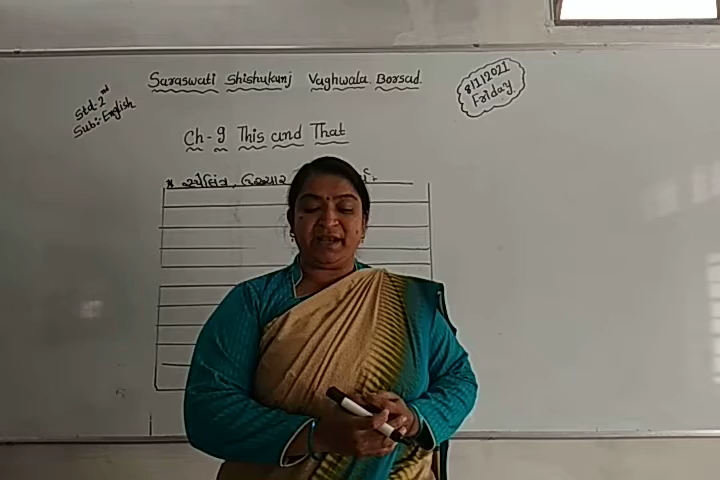 Saraswati Shishukunj Vaghwala Borsad.
8/1/2021
Friday
Std:-2nd
Sub:- English
Ch-9 This and That